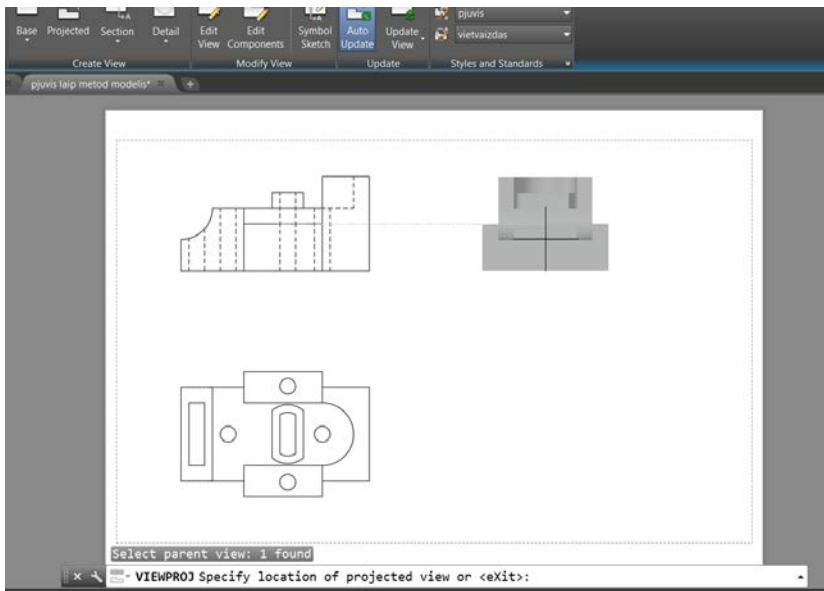 pjuvis
Base Projected Section Detail Edit View Edit Components Symbol Sketch Auto Update Update View vietvaizdas
Create View Modify View Update Styles and Standards
pjuvis laip metod modelis*
Select parent view: 1 found
VIEWPROJ Specify location of projected view or <eXit>: